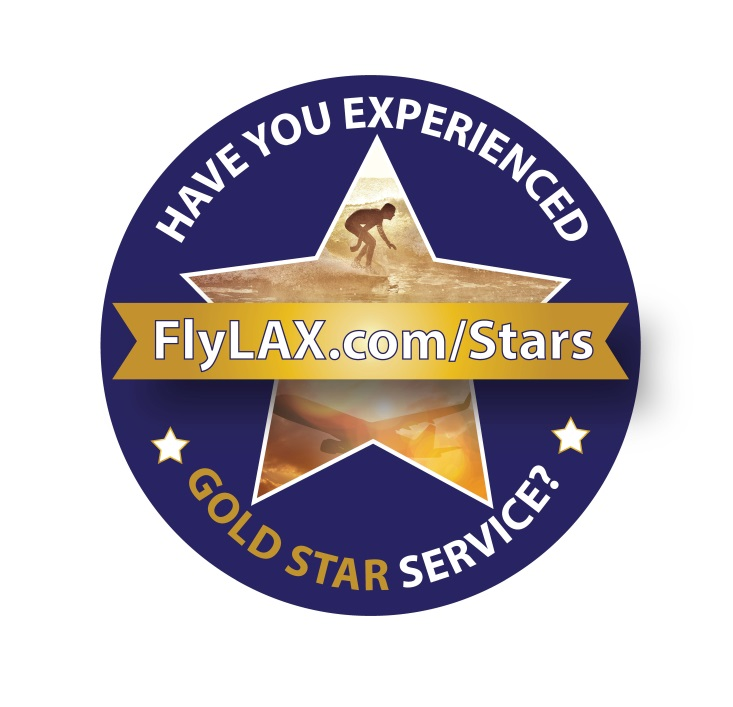 HAVE YOU EXPERIENCED
FlyLAX.com/Stars
GOLD STAR SERVICE?